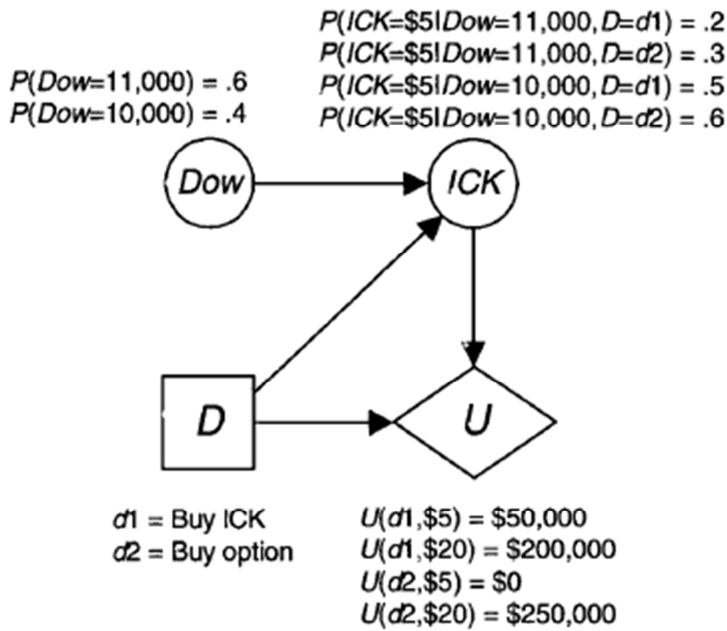 P(ICK=$5|Dow=11,000,D=d1) = .2
P(ICK=$5|Dow=11,000,D=d2) = .3
P(ICK=$5|Dow=10,000,D=d1) = .5
P(ICK=$5|Dow=10,000,D=d2) = .6
P(Dow=11,000) = .6
P(Dow=10,000) = .4
Dow
ICK
D
U
d1 = Buy ICK
d2 = Buy option
U(d1,$5) = $50,000
U(d1,$20) = $200,000
U(d2,$5) = $0
U(d2,$20) = $250,000